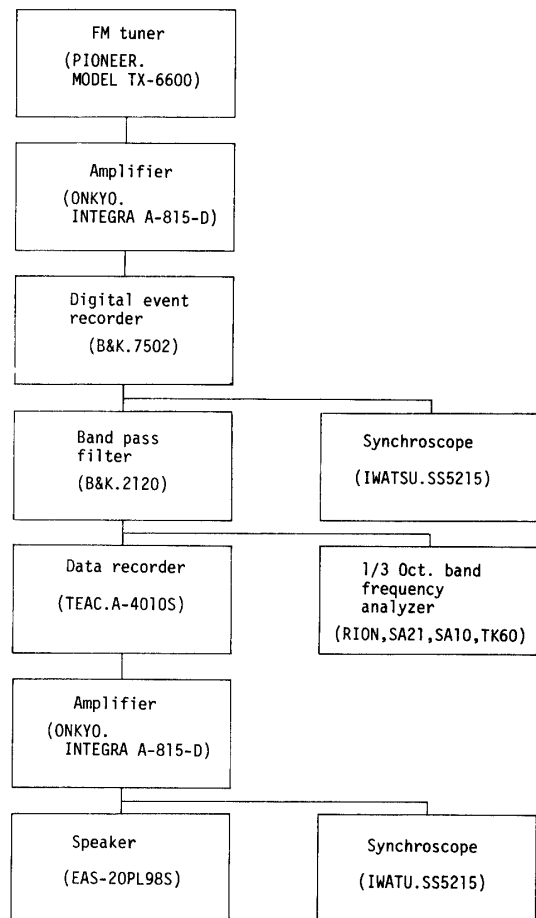 FM tuner
(PIONEER.
MODEL TX-6600)
Amplifier
(ONKYO.
INTEGRA A-815-D)
Digital event
recorder
(B&K.7502)
Band pass
filter
(B&K.2120)
Synchroscope
(IWATSU.SS5215)
Data recorder
(TEAC.A-4010S)
1/3 Oct. band
frequency
analyzer
(RION,SA21,SA10,TK60)
Amplifier
(ONKYO.
INTEGRA A-815-D)
Speaker
(EAS-20PL98S)
Synchroscope
(IWATU.SS5215)